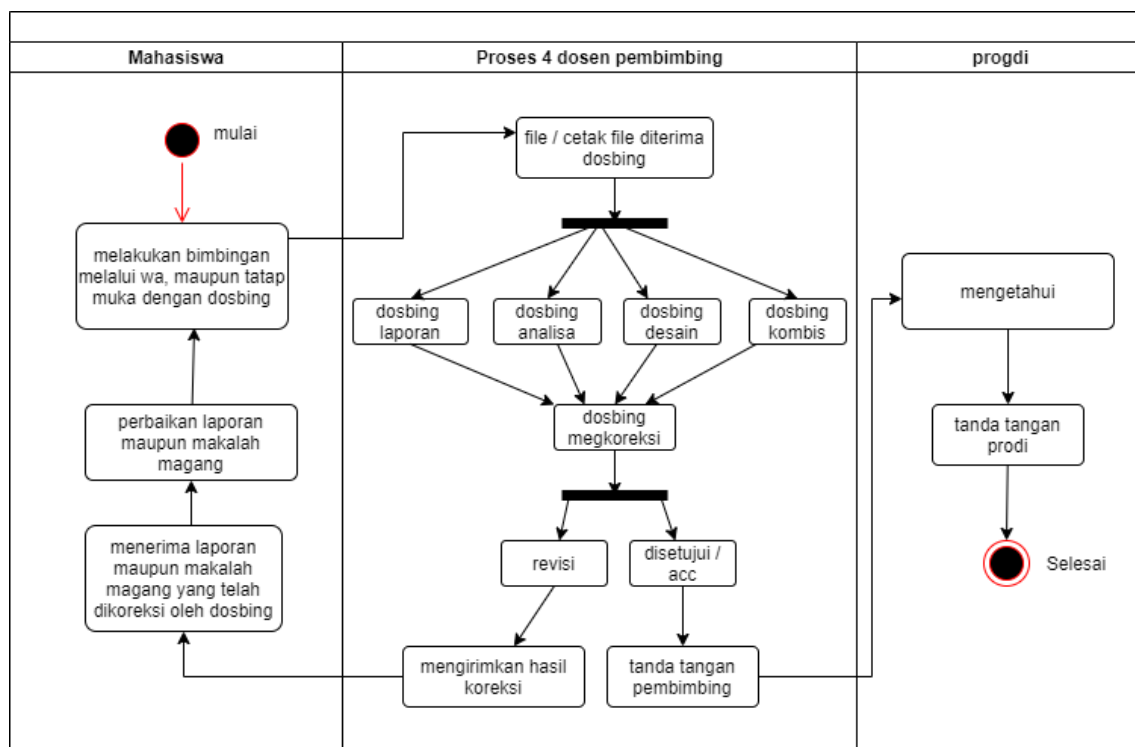 Mahasiswa
Proses 4 dosen pembimbing
progdi
mulai
file / cetak file diterima
dosbing
melakukan bimbingan
melalui wa, maupun tatap
muka dengan dosbing
dosbing
laporan
dosbing
analisa
dosbing
desain
dosbing
kombis
mengetahui
perbaikan laporan
maupun makalah
magang
dosbing
megkoreksi
tanda tangan
prodi
menerima laporan
maupun makalah
magang yang telah
dikoreksi oleh dosbing
revisi
disetujui /
acc
Selesai
mengirimkan hasil
koreksi
tanda tangan
pembimbing